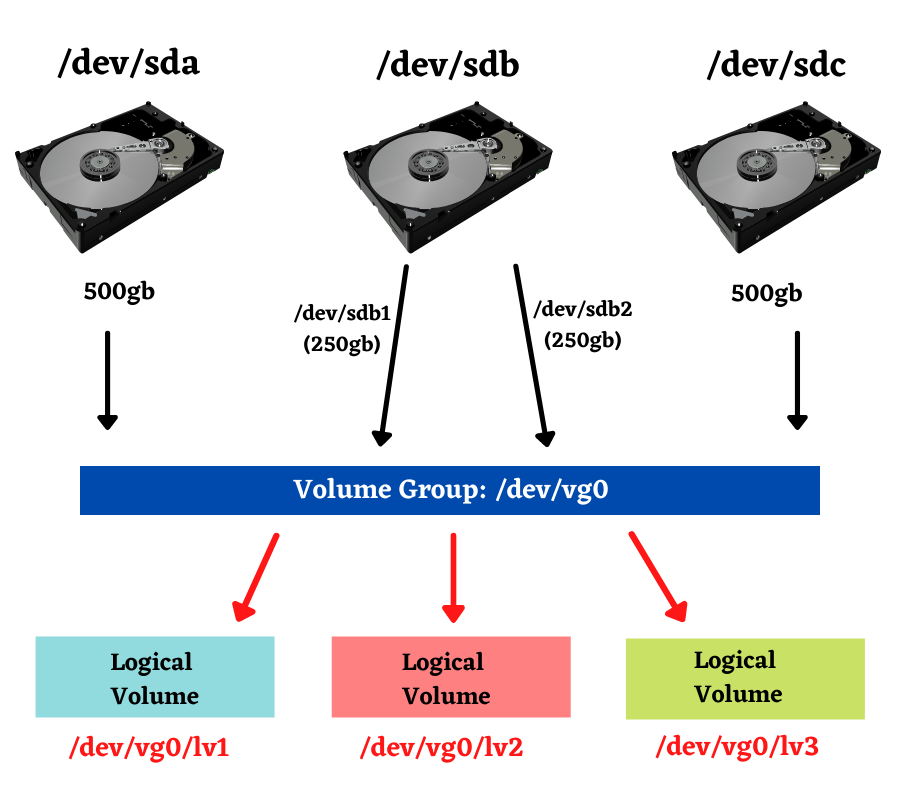 /dev/sda
/dev/sdb
/dev/sdc
500gb
/dev/sdb1
(250gb)
/dev/sdb2
(250gb)
500gb
Volume Group: /dev/vg0
Logical
Volume
Logical
Volume
Logical
Volume
/dev/vg0/lv1
/dev/vg0/lv2
/dev/vg0/lv3